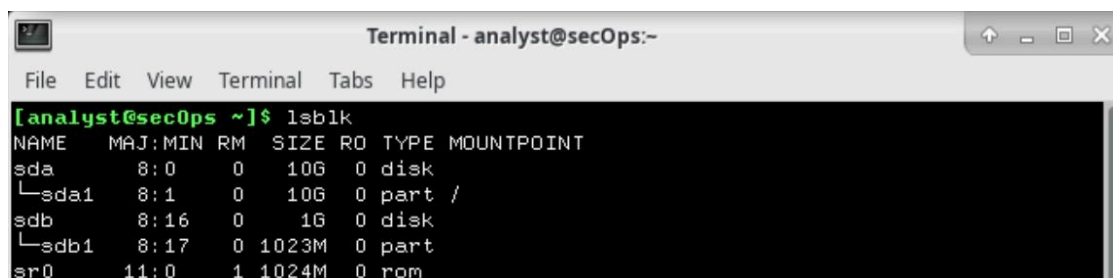 Terminal - analyst@secOps:~
File Edit View Terminal Tabs Help
[analyst@secOps ~]$ lsblk
NAME   MAJ:MIN RM  SIZE RO TYPE MOUNTPOINT
sda      8:0    0   10G  0 disk
└─sda1   8:1    0   10G  0 part /
sdb      8:16   0    1G  0 disk
└─sdb1   8:17   0 1023M  0 part
sr0     11:0    1 1024M  0 rom